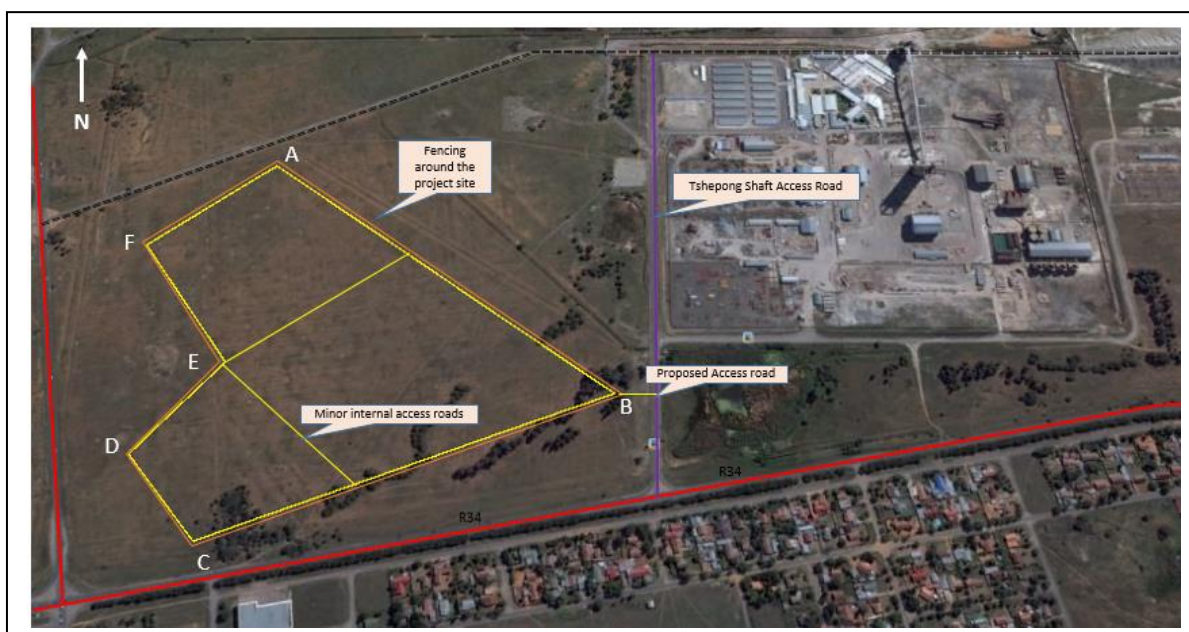 N
A
Fencing
around the
project site
Tshepong Shaft Access Road
F
E
Proposed Access road
B
Minor internal access roads
D
R34
R34
C